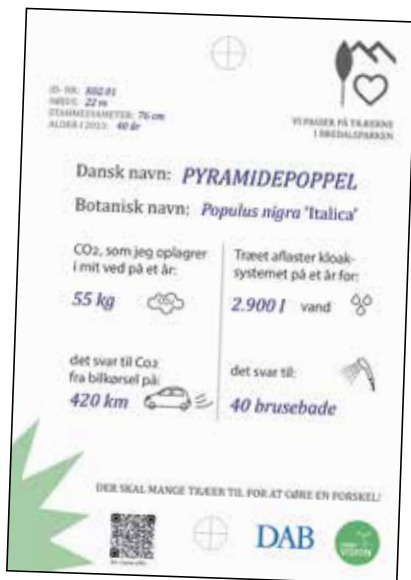 ID- NR.: 802.01
HØJDE: 22 m
STAMMEDIAMETER: 76 cm
ALDER I 2023: 40 år
VI PASSER PÅ TRÆERNE
I BREDALSPARKEN
Dansk navn: PYRAMIDEPOPPEL
Botanisk navn: Populus nigra 'Italica'
CO2, som jeg oplagrer
i mit ved på et år:
55 kg
Træet aflaster kloak-
systemet på et år for:
2.900 l vand
det svar til Co2
fra bilkørsel på:
420 km
det svar til:
40 brusebade
DER SKAL MANGE TRÆER TIL FOR AT GØRE EN FORSKEL!
DAB
VISION